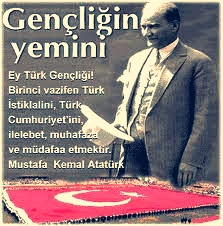 Gençliğin
yemini
Ey Türk Gençliği!
Birinci vazifen Türk
İstiklalini, Türk
Cumhuriyet'ini,
ilelebet, muhafaza
ve müdafaa etmektir.
Mustafa Kemal Atatürk